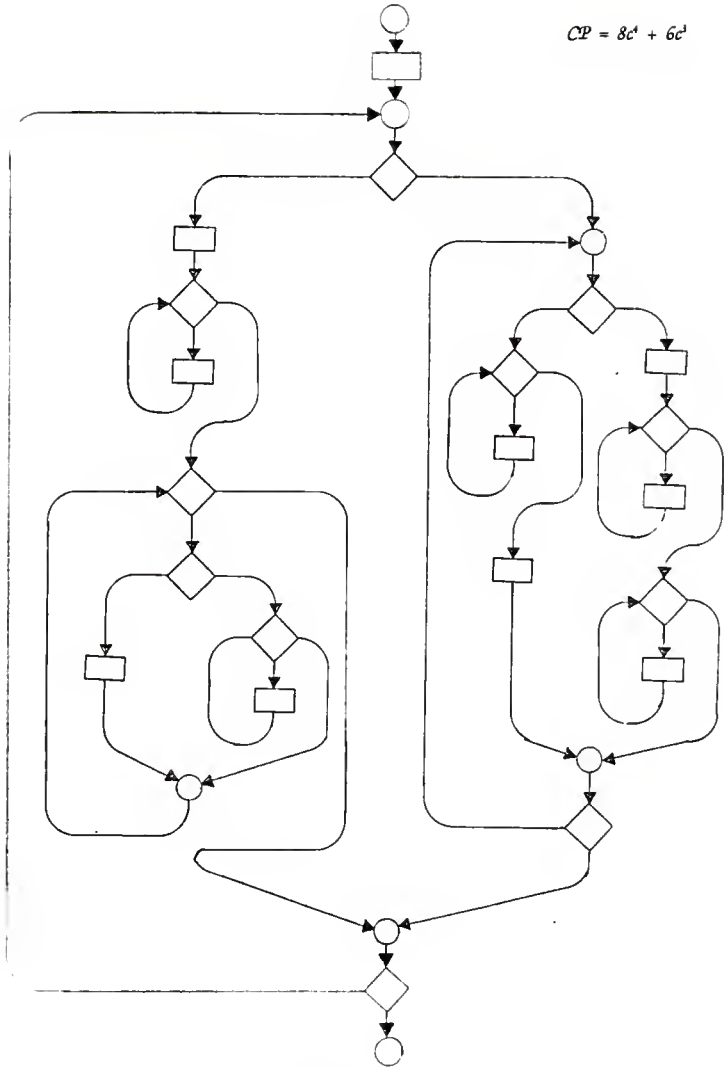 CP = 8c⁴ + 6c³